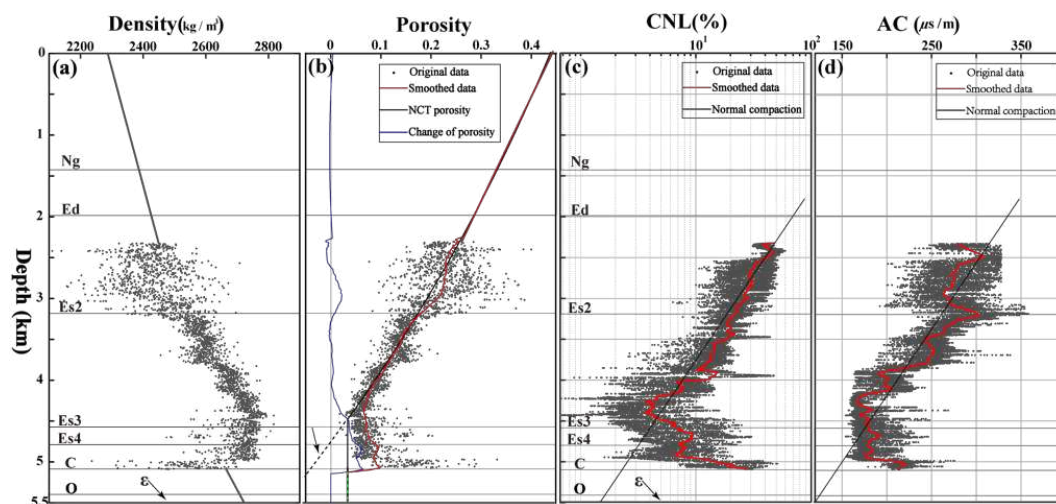 Density(kg / m³)
Porosity
CNL(%)
AC (μs /m)
2200 2400 2600 2800
0 0.1 0.2 0.3 0.4
10¹ 10²
150 250 350
(a) (b) (c) (d)
Original data
Smoothed data
NCT porosity
Change of porosity
Original data
Smoothed data
Normal compaction
Original data
Smoothed data
Normal compaction
Depth (km)
0
1
2
3
4
5
5.5
Ng
Ed
Es2
Es3
Es4
C
O
Ng
Ed
Es2
Es3
Es4
C
O
ε
ε